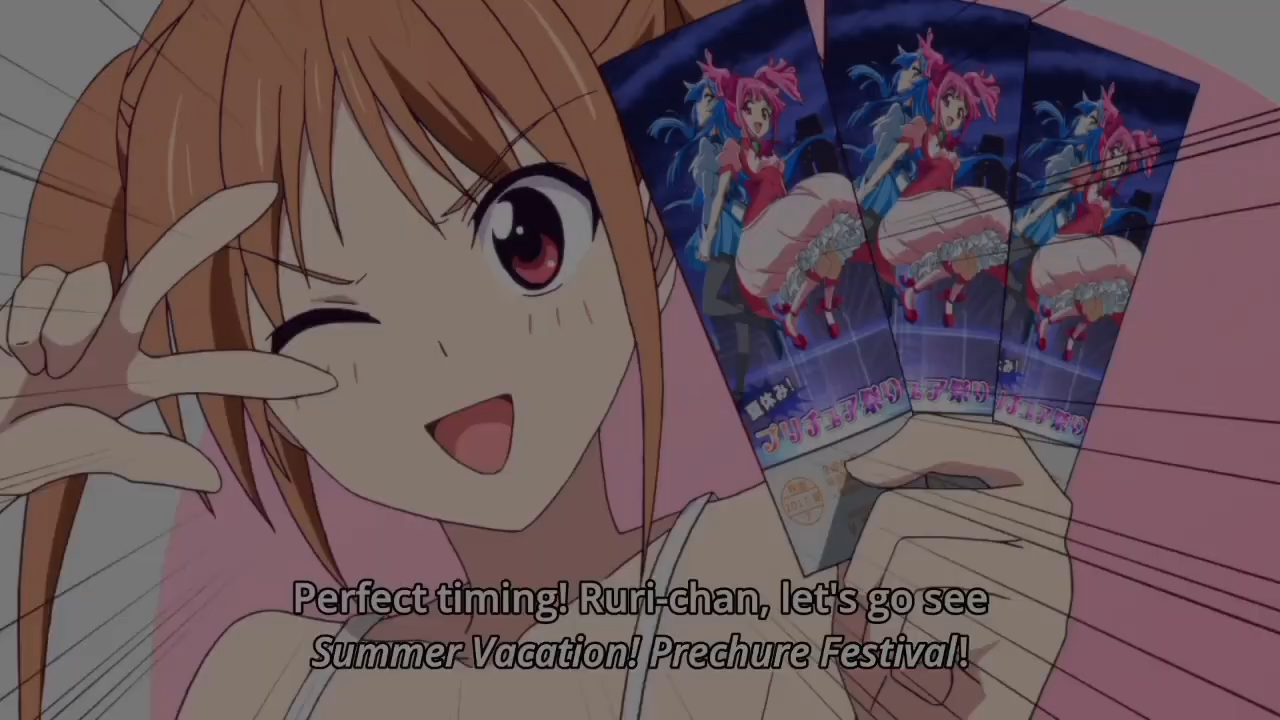 夏休み!
プリチュア祭り
Perfect timing! Ruri-chan, let's go see
Summer Vacation! Prechure Festival!